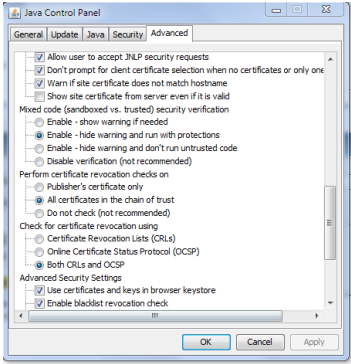 Java Control Panel
General Update Java Security Advanced
Allow user to accept JNLP security requests
Don't prompt for client certificate selection when no certificates or only one
Warn if site certificate does not match hostname
Show site certificate from server even if it is valid
Mixed code (sandboxed vs. trusted) security verification
Enable - show warning if needed
Enable - hide warning and run with protections
Enable - hide warning and don't run untrusted code
Disable verification (not recommended)
Perform certificate revocation checks on
Publisher's certificate only
All certificates in the chain of trust
Do not check (not recommended)
Check for certificate revocation using
Certificate Revocation Lists (CRLs)
Online Certificate Status Protocol (OCSP)
Both CRLs and OCSP
Advanced Security Settings
Use certificates and keys in browser keystore
Enable blacklist revocation check
OK Cancel Apply